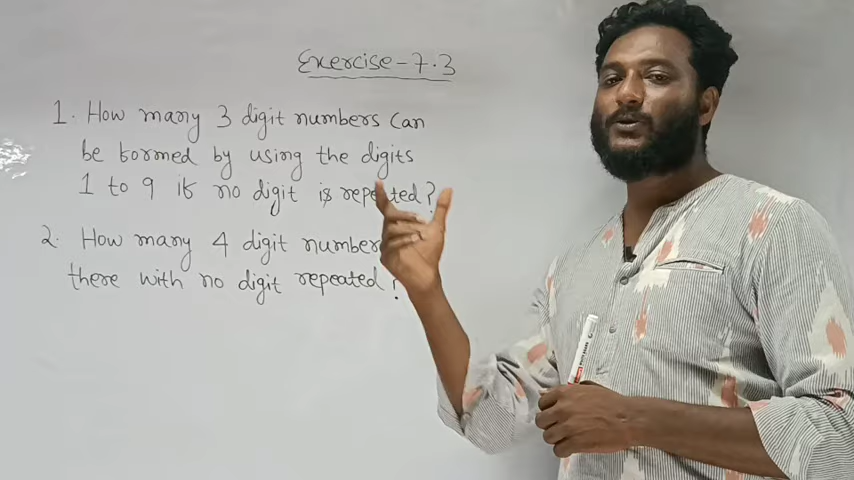 Exercise-7.3
1. How many 3 digit numbers can
be formed by using the digits
1 to 9 if no digit is repeated?
2. How many 4 digit number
there with no digit repeated?